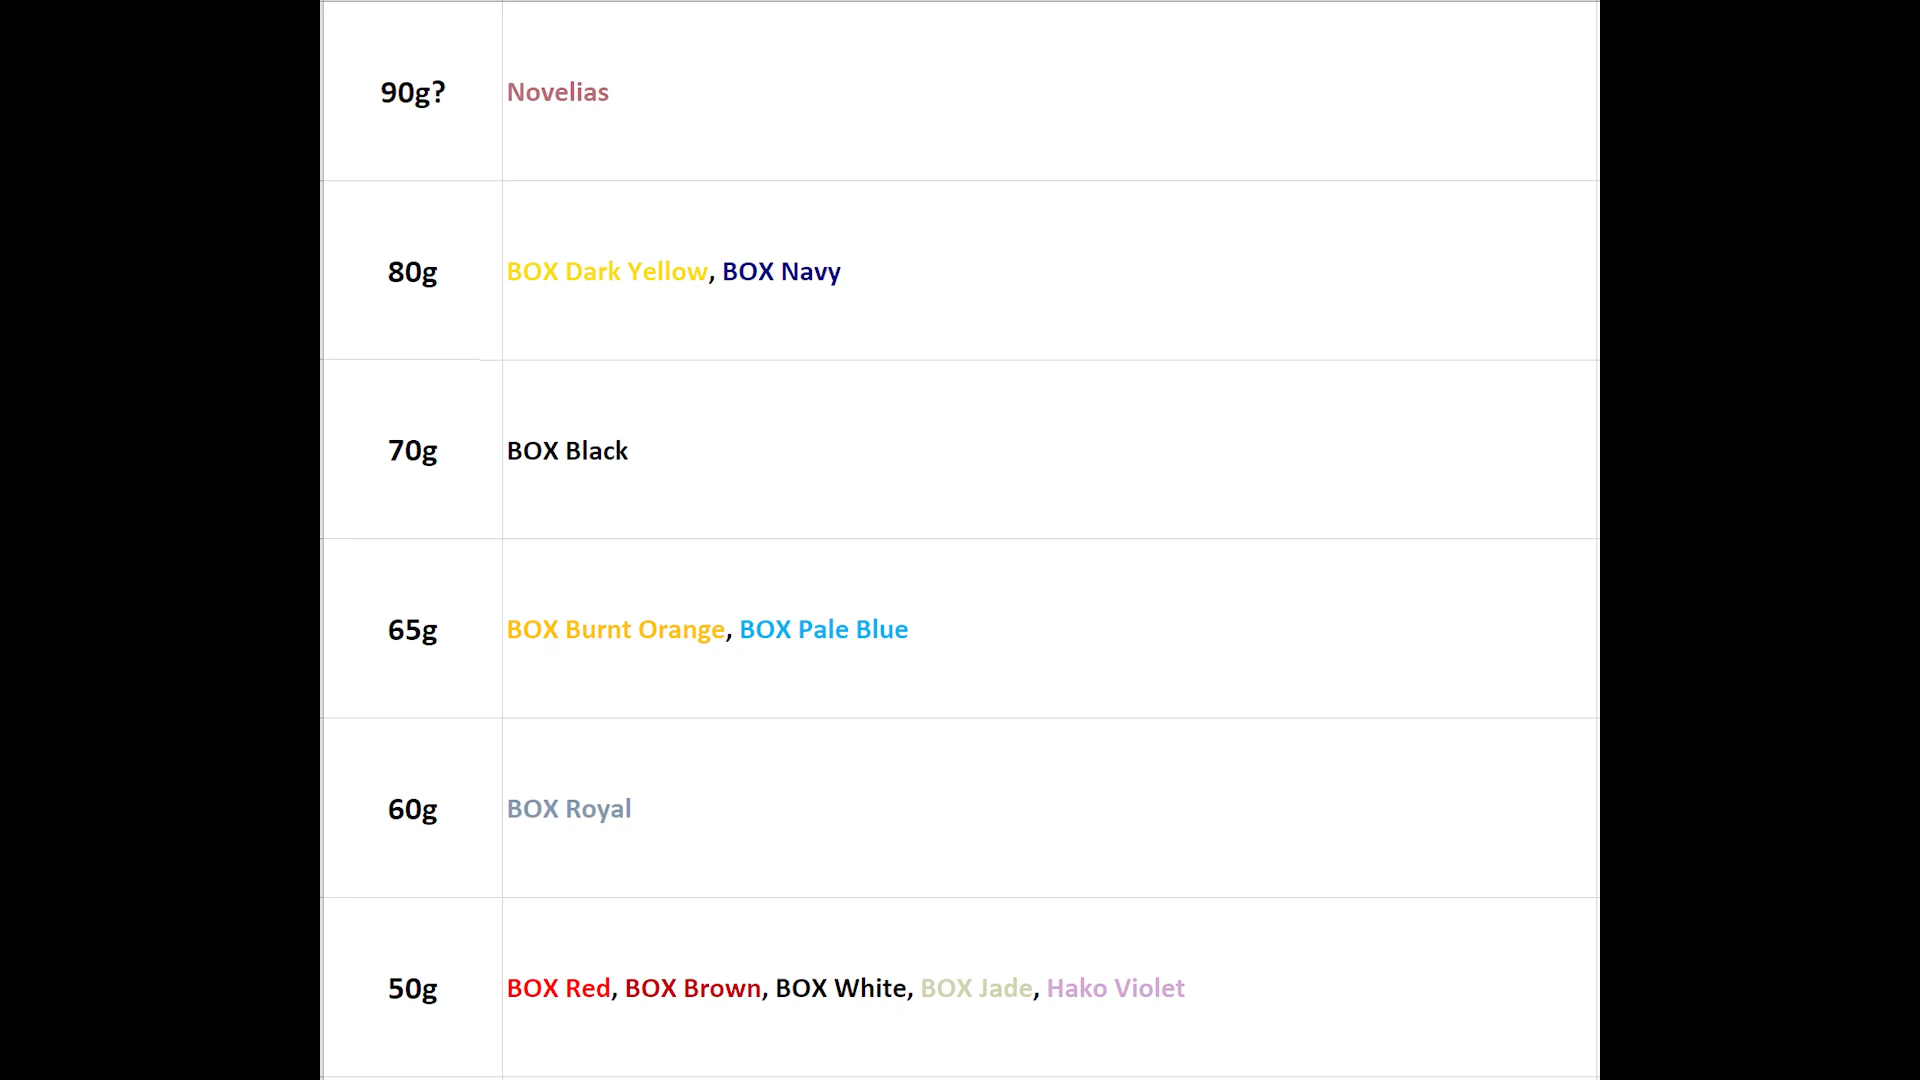 90g? Novelias
80g BOX Dark Yellow, BOX Navy
70g BOX Black
65g BOX Burnt Orange, BOX Pale Blue
60g BOX Royal
50g BOX Red, BOX Brown, BOX White, BOX Jade, Hako Violet